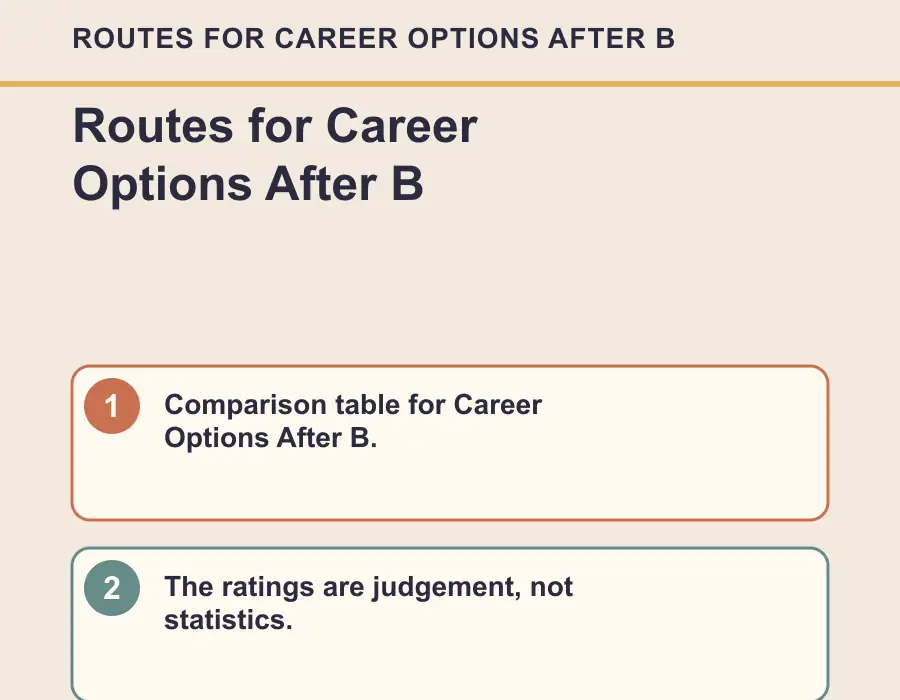 ROUTES FOR CAREER OPTIONS AFTER B
Routes for Career
Options After B
1
Comparison table for Career
Options After B.
2
The ratings are judgement, not
statistics.